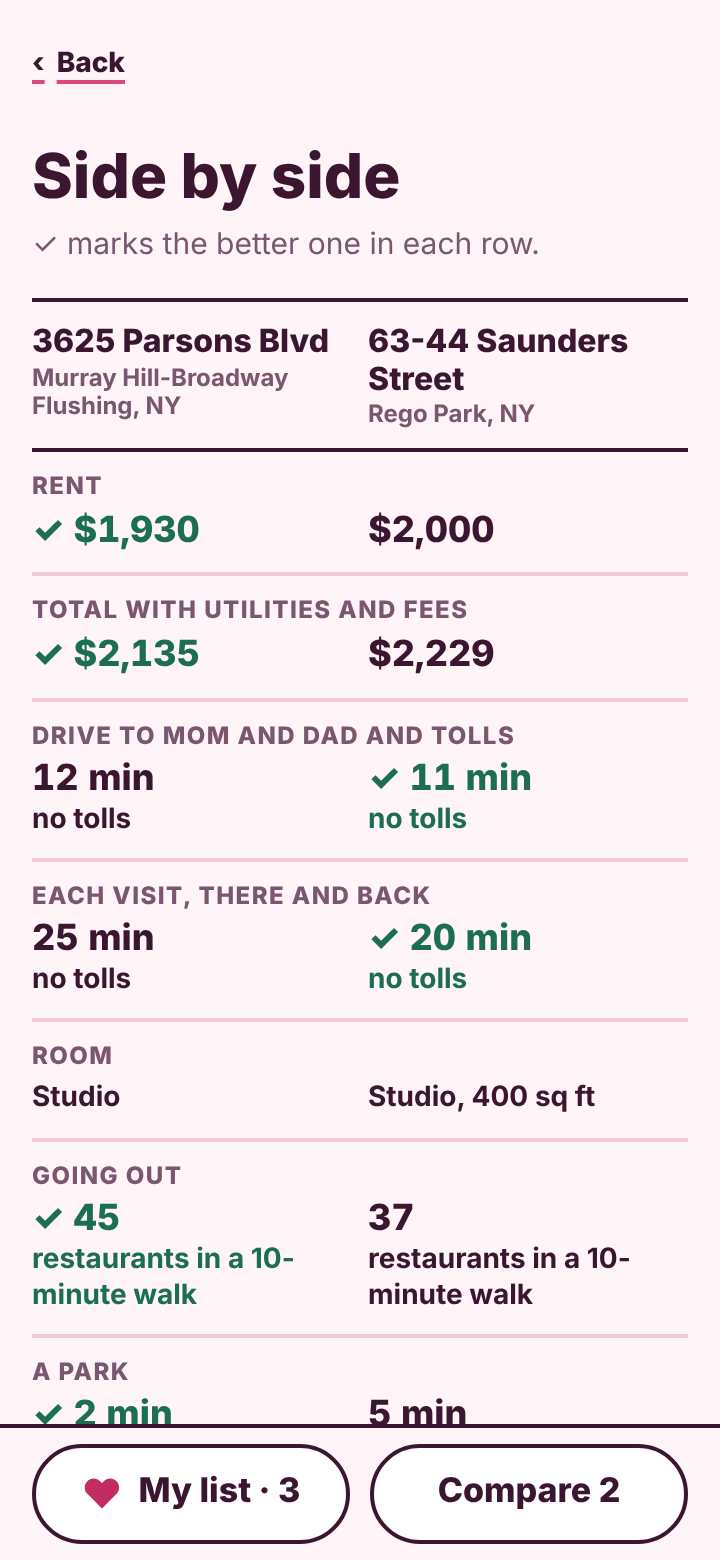 ‹ Back
Side by side
✓ marks the better one in each row.
3625 Parsons Blvd
Murray Hill-Broadway
Flushing, NY
63-44 Saunders
Street
Rego Park, NY
RENT
✓ $1,930
$2,000
TOTAL WITH UTILITIES AND FEES
✓ $2,135
$2,229
DRIVE TO MOM AND DAD AND TOLLS
12 min
no tolls
✓ 11 min
no tolls
EACH VISIT, THERE AND BACK
25 min
no tolls
✓ 20 min
no tolls
ROOM
Studio
Studio, 400 sq ft
GOING OUT
✓ 45
restaurants in a 10-
minute walk
37
restaurants in a 10-
minute walk
A PARK
✓ 2 min
5 min
My list · 3
Compare 2